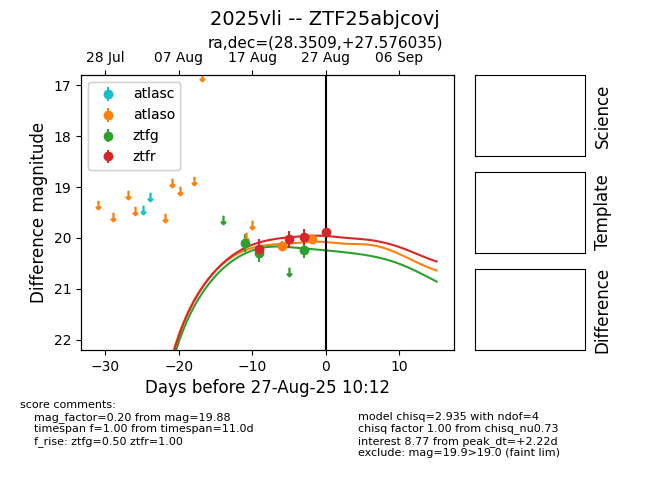 2025vli -- ZTF25abjcovj
ra,dec=(28.3509,+27.576035)
28 Jul 07 Aug 17 Aug 27 Aug 06 Sep
atlasc
atlaso
ztfg
ztfr
17
18
19
20
21
22
Difference magnitude
−30 −20 −10 0 10
Days before 27-Aug-25 10:12
Science
Template
Difference
score comments:
mag_factor=0.20 from mag=19.88
timespan f=1.00 from timespan=11.0d
f_rise: ztfg=0.50 ztfr=1.00
model chisq=2.935 with ndof=4
chisq factor 1.00 from chisq_nu0.73
interest 8.77 from peak_dt=+2.22d
exclude: mag=19.9>19.0 (faint lim)